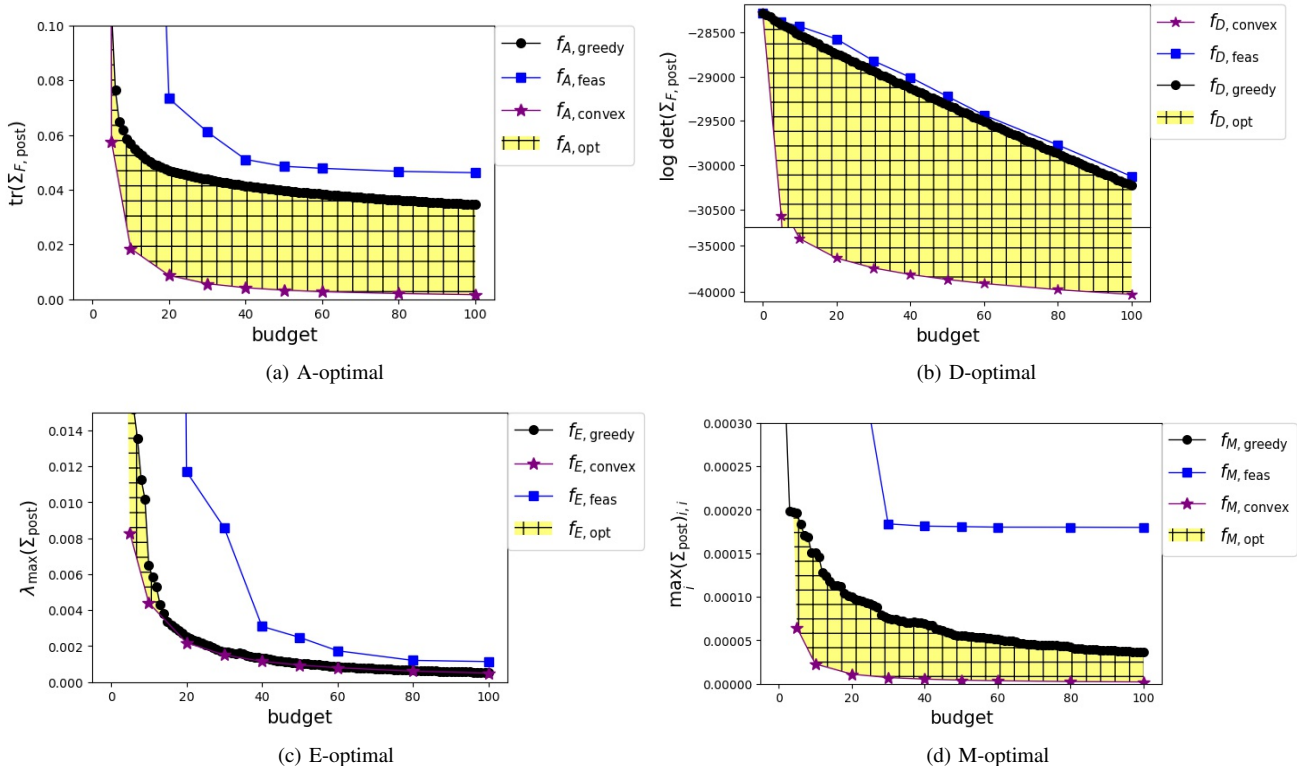 0.10
0.08
0.06
0.04
0.02
0.00
tr(Σ_{F, post})
0 20 40 60 80 100
budget
f_{A, greedy}
f_{A, feas}
f_{A, convex}
f_{A, opt}
(a) A-optimal
−28500
−29000
−29500
−30000
−30500
−35000
−40000
log det(Σ_{F, post})
0 20 40 60 80 100
budget
f_{D, convex}
f_{D, feas}
f_{D, greedy}
f_{D, opt}
(b) D-optimal
0.014
0.012
0.010
0.008
0.006
0.004
0.002
0.000
λ_{max}(Σ_{post})
0 20 40 60 80 100
budget
f_{E, greedy}
f_{E, convex}
f_{E, feas}
f_{E, opt}
(c) E-optimal
0.00030
0.00025
0.00020
0.00015
0.00010
0.00005
0.00000
max_i(Σ_{post})_{i, i}
0 20 40 60 80 100
budget
f_{M, greedy}
f_{M, feas}
f_{M, convex}
f_{M, opt}
(d) M-optimal